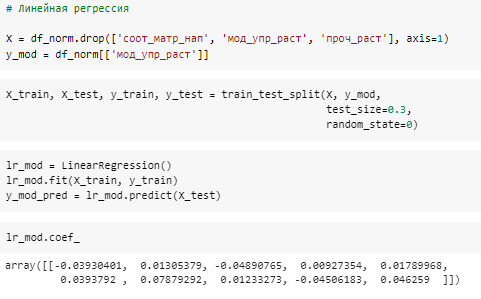 # Линейная регрессия
X = df_norm.drop(['соот_матр_нап', 'мод_упр_раст', 'проч_раст'], axis=1)
y_mod = df_norm[['мод_упр_раст']]
X_train, X_test, y_train, y_test = train_test_split(X, y_mod,
test_size=0.3,
random_state=0)
lr_mod = LinearRegression()
lr_mod.fit(X_train, y_train)
y_mod_pred = lr_mod.predict(X_test)
lr_mod.coef_
array([[-0.03930401, 0.01305379, -0.04890765, 0.00927354, 0.01789968,
0.0393792 , 0.07879292, 0.01233273, -0.04506183, 0.046259 ]])